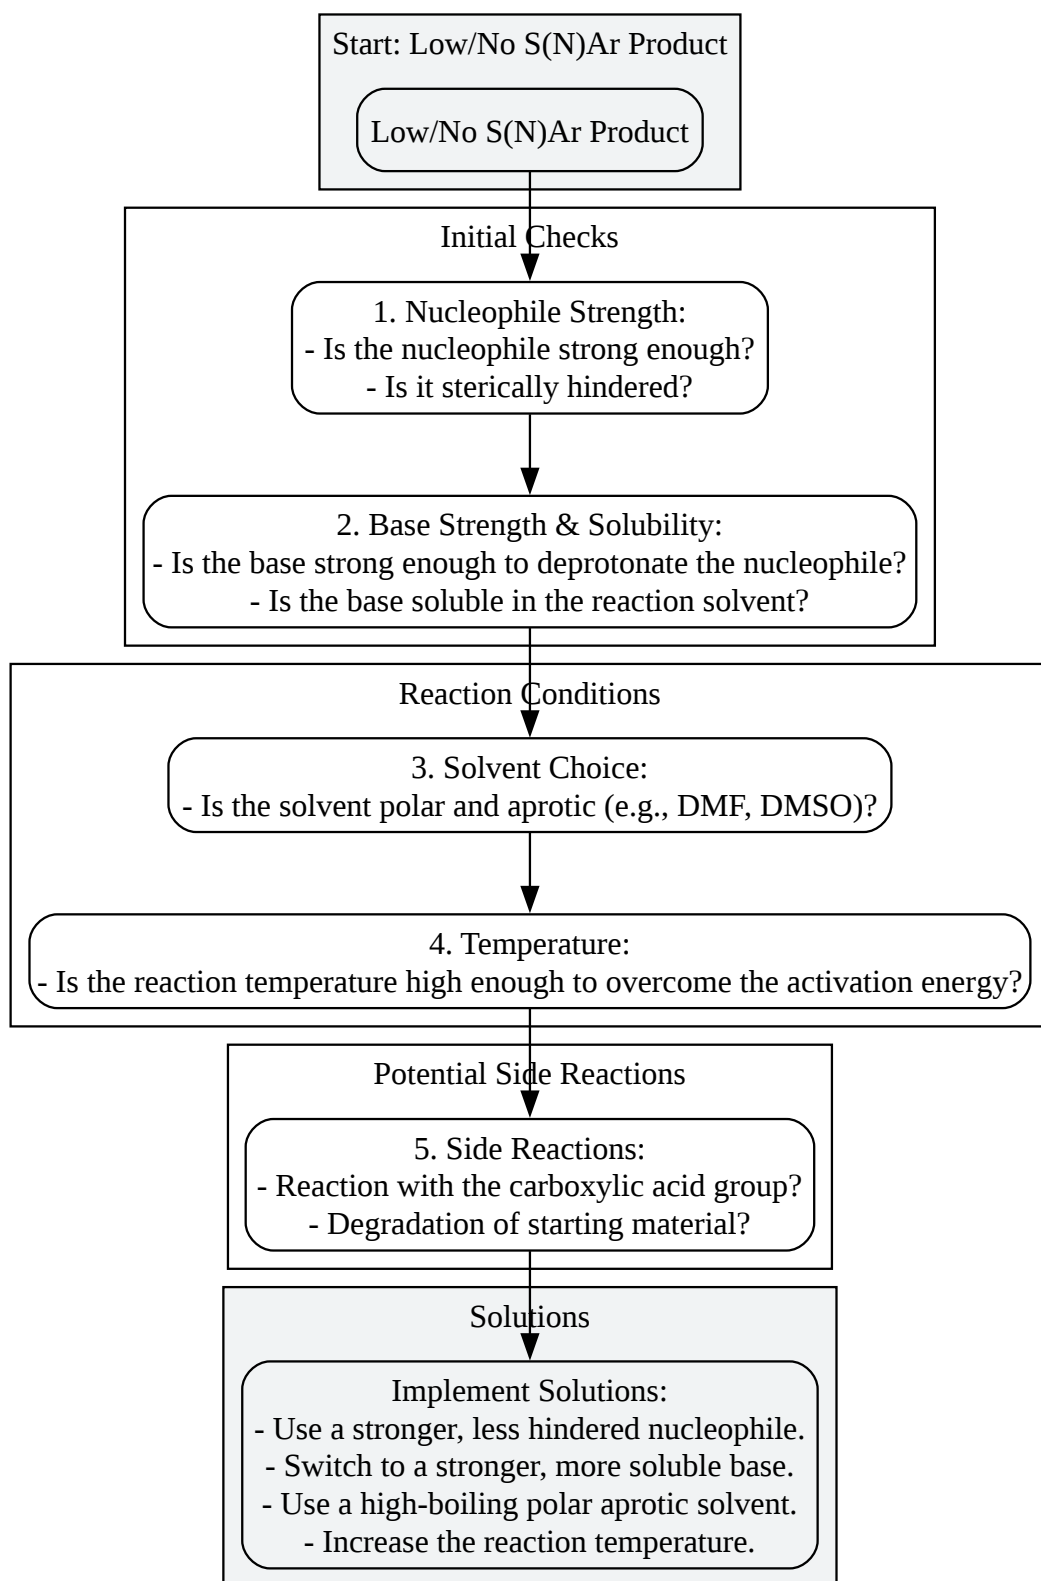 Start: Low/No S(N)Ar Product
Low/No S(N)Ar Product
Initial Checks
1. Nucleophile Strength:
- Is the nucleophile strong enough?
- Is it sterically hindered?
2. Base Strength & Solubility:
- Is the base strong enough to deprotonate the nucleophile?
- Is the base soluble in the reaction solvent?
Reaction Conditions
3. Solvent Choice:
- Is the solvent polar and aprotic (e.g., DMF, DMSO)?
4. Temperature:
- Is the reaction temperature high enough to overcome the activation energy?
Potential Side Reactions
5. Side Reactions:
- Reaction with the carboxylic acid group?
- Degradation of starting material?
Solutions
Implement Solutions:
- Use a stronger, less hindered nucleophile.
- Switch to a stronger, more soluble base.
- Use a high-boiling polar aprotic solvent.
- Increase the reaction temperature.